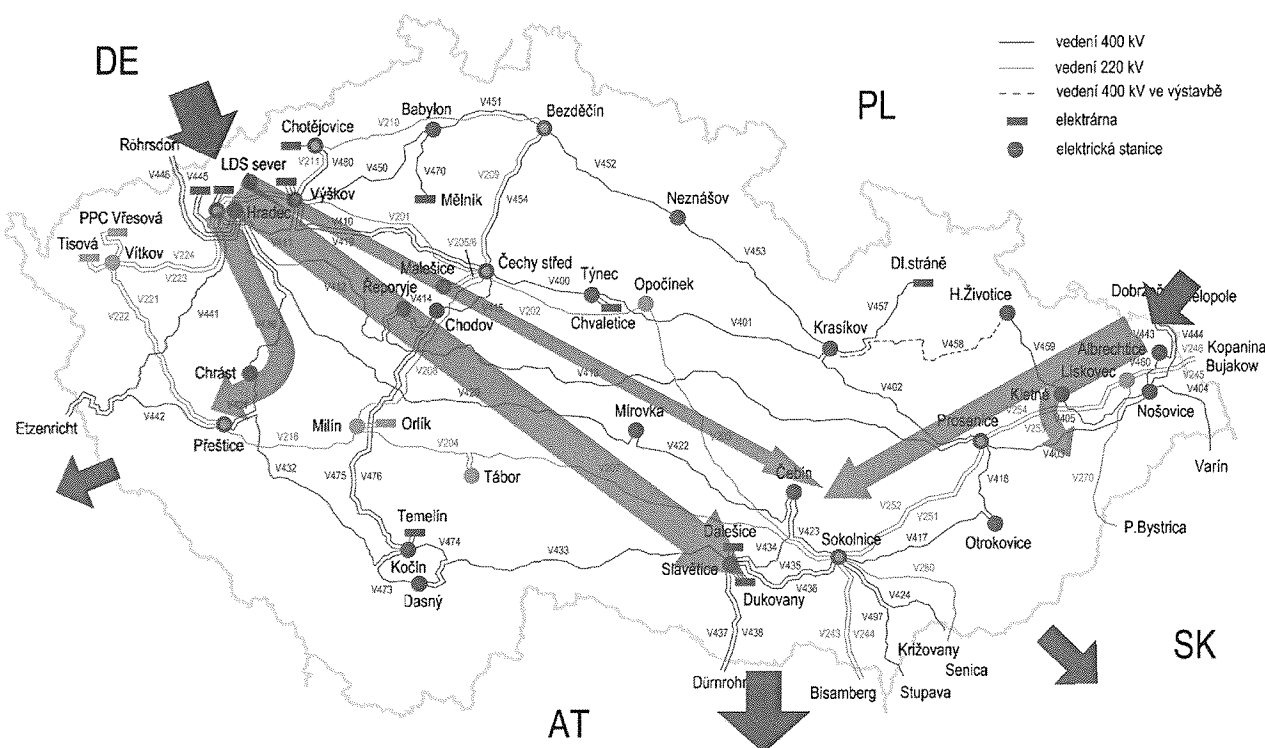 DE
PL
SK
AT
vedení 400 kV
vedení 220 kV
vedení 400 kV ve výstavbě
elektrárna
elektrická stanice
Röhrsdorf
V446
V445
LDS sever
Chotějovice
V210
V211
V480
Babylon
V451
Bezděčín
V450
V470
Mělník
V209
V454
V452
Výškov
Hradec
V410
V201
V205/6
PPC Vřesová
Tisová
Vítkov
V224
V223
V221
V222
V441
Neznášov
V453
Čechy střed
Malešice
Řeporyje
V414
Chodov
V202
V400
Týnec
Chvaletice
Opočínek
V401
Krasíkov
Dl.stráně
V457
V458
H.Životice
V459
V402
V443
V444
V246
V245
Albrechtice
Kopanina
Bujakow
Lískovec
V460
V404
Nošovice
Kletné
V405
V403
V254
Prosenice
Varín
V270
P.Bystrica
Chrást
Přeštice
Etzenricht
V442
V432
V216
Milín
Orlík
V204
V208
Tábor
Mírovka
V422
V475
V476
Temelín
V474
Kočín
V473
Dasný
V433
Čebín
V423
V434
V435
V436
Dalešice
Slavětice
Dukovany
Sokolnice
V252
V251
V418
V417
Otrokovice
V280
V424
V497
V437
V438
V243
V244
Dürnrohr
Bisamberg
Stupava
Križovany
Senica